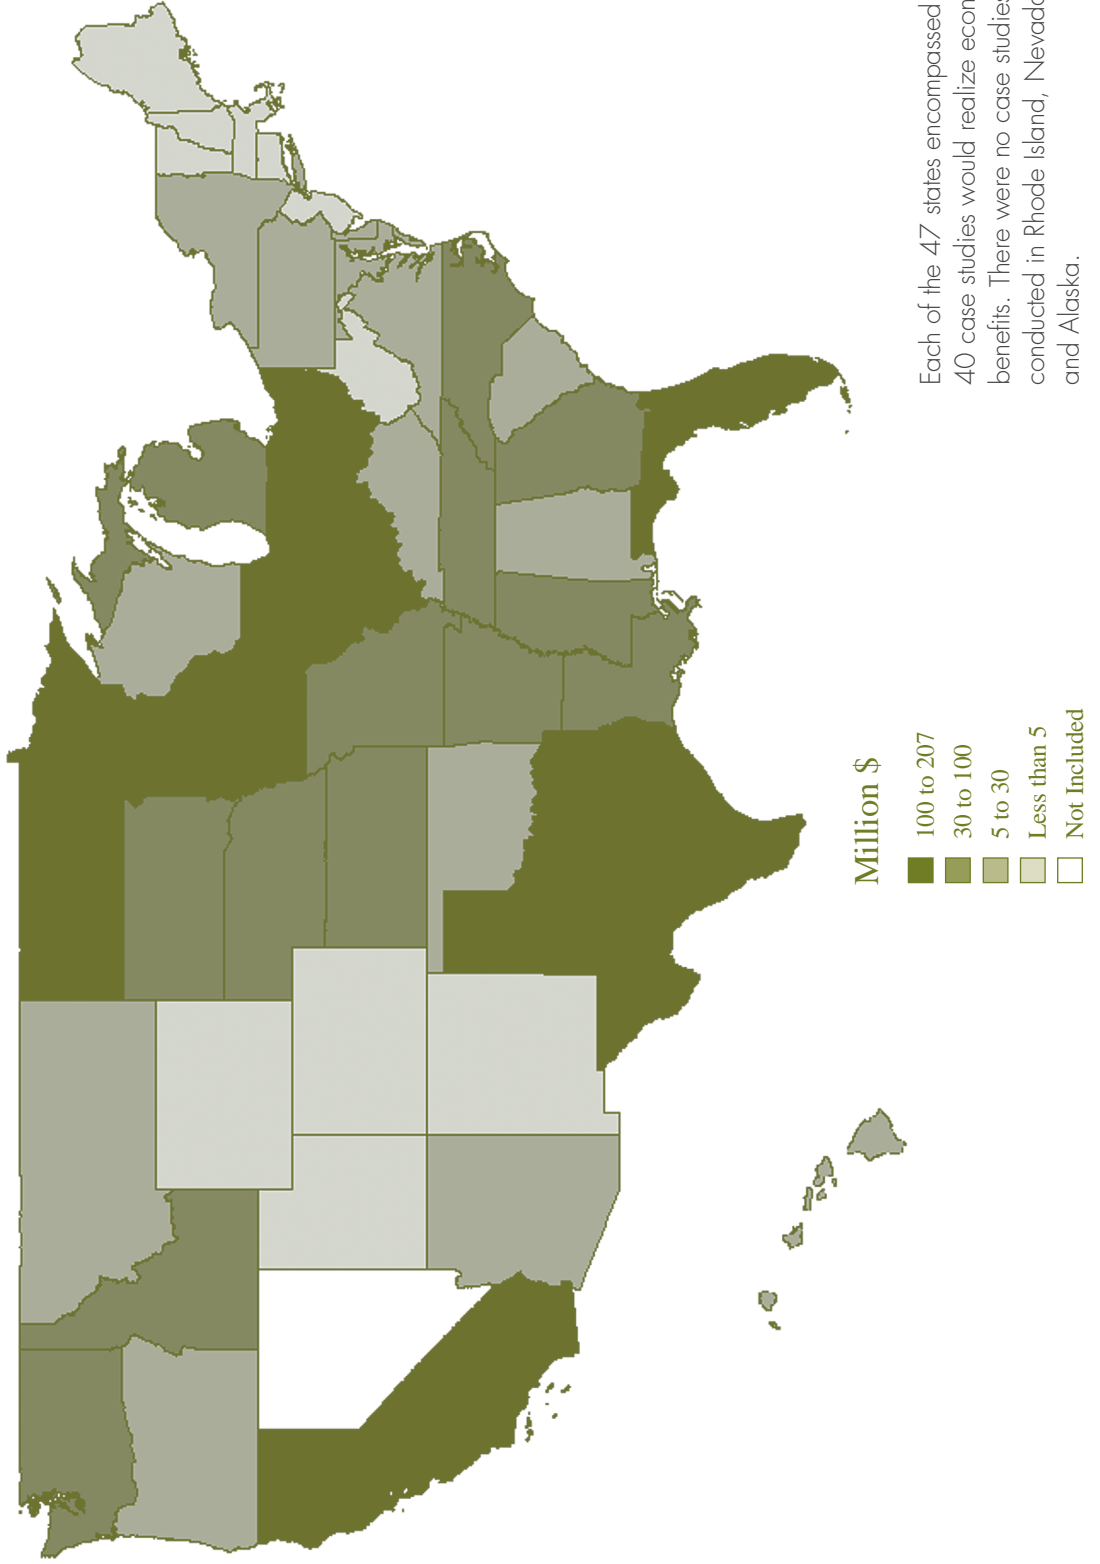 Million $
100 to 207
30 to 100
5 to 30
Less than 5
Not Included
Each of the 47 states encompassed
40 case studies would realize
benefits. There were no case studies
conducted in Rhode Island,
and Alaska.